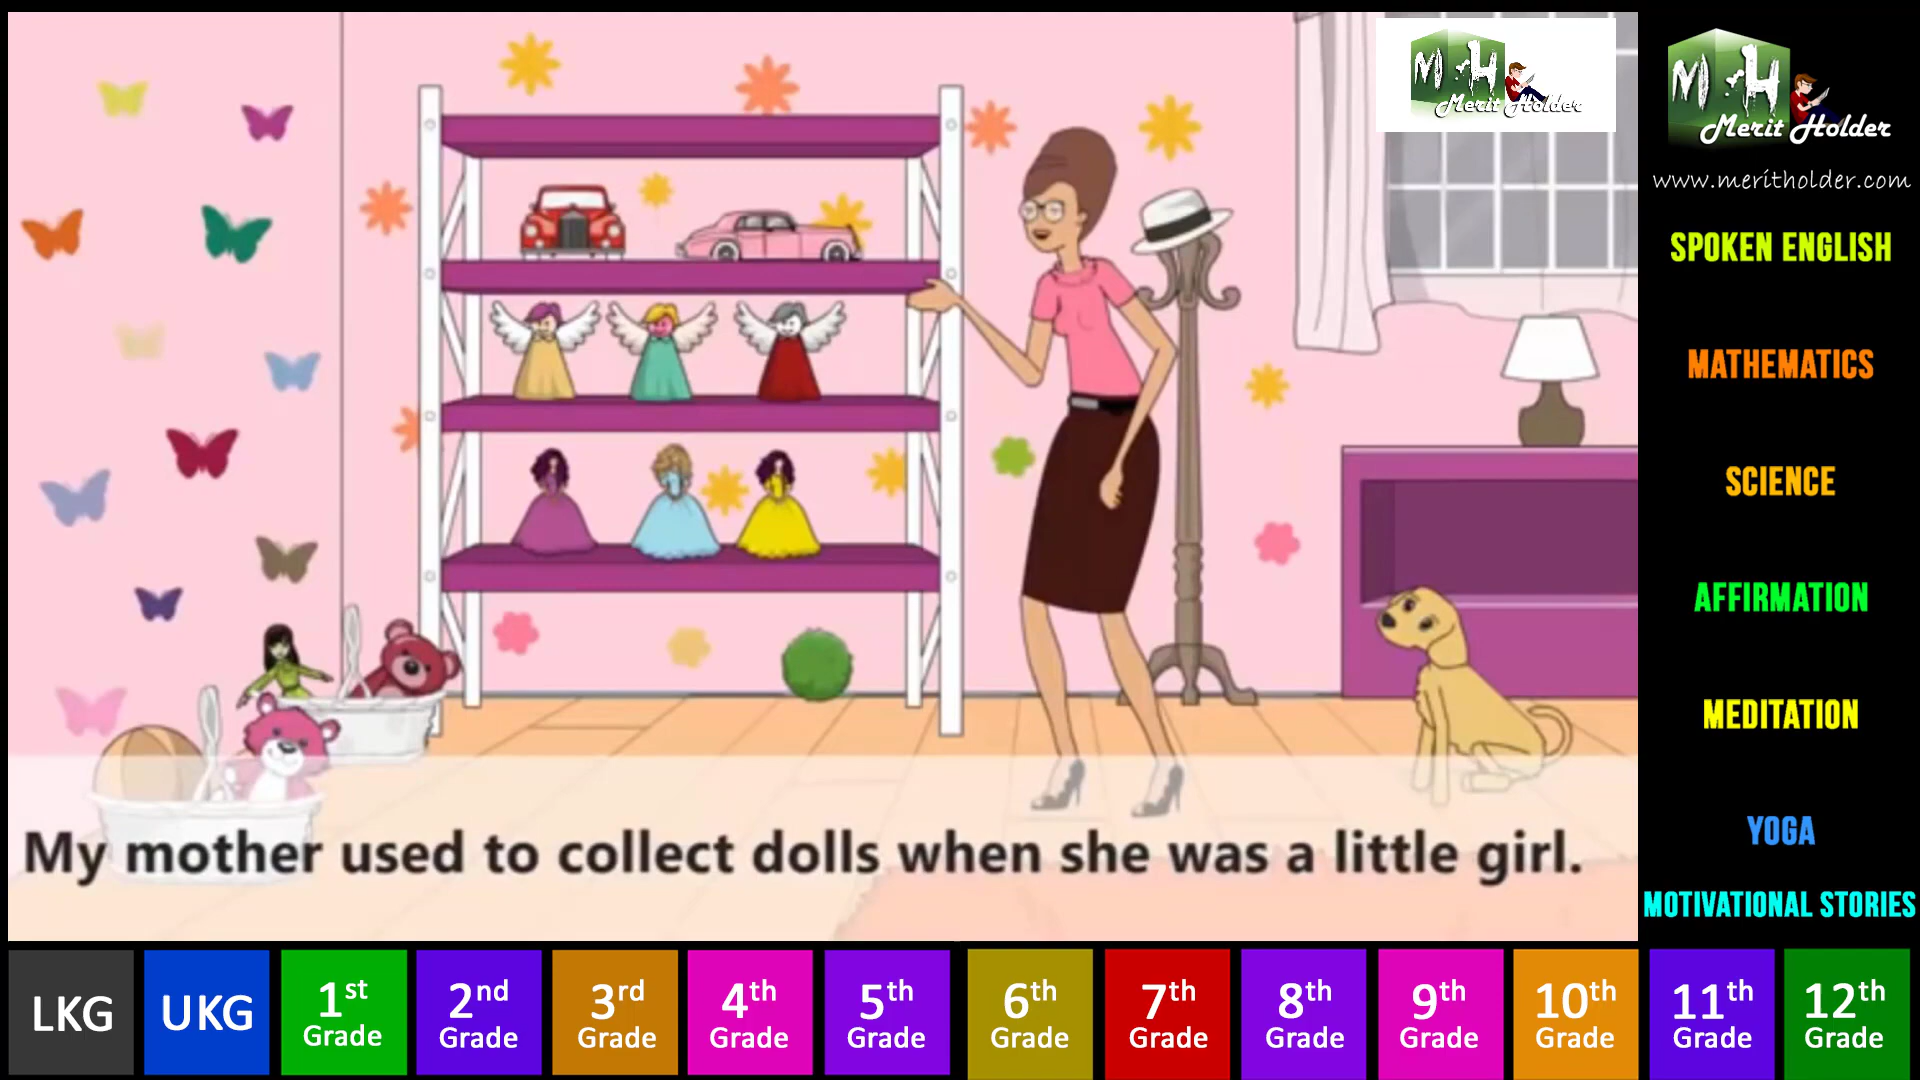 M H
Merit Holder
M H
Merit Holder
www.meritholder.com
SPOKEN ENGLISH
MATHEMATICS
SCIENCE
AFFIRMATION
MEDITATION
YOGA
MOTIVATIONAL STORIES
My mother used to collect dolls when she was a little girl.
LKG
UKG
1st Grade
2nd Grade
3rd Grade
4th Grade
5th Grade
6th Grade
7th Grade
8th Grade
9th Grade
10th Grade
11th Grade
12th Grade